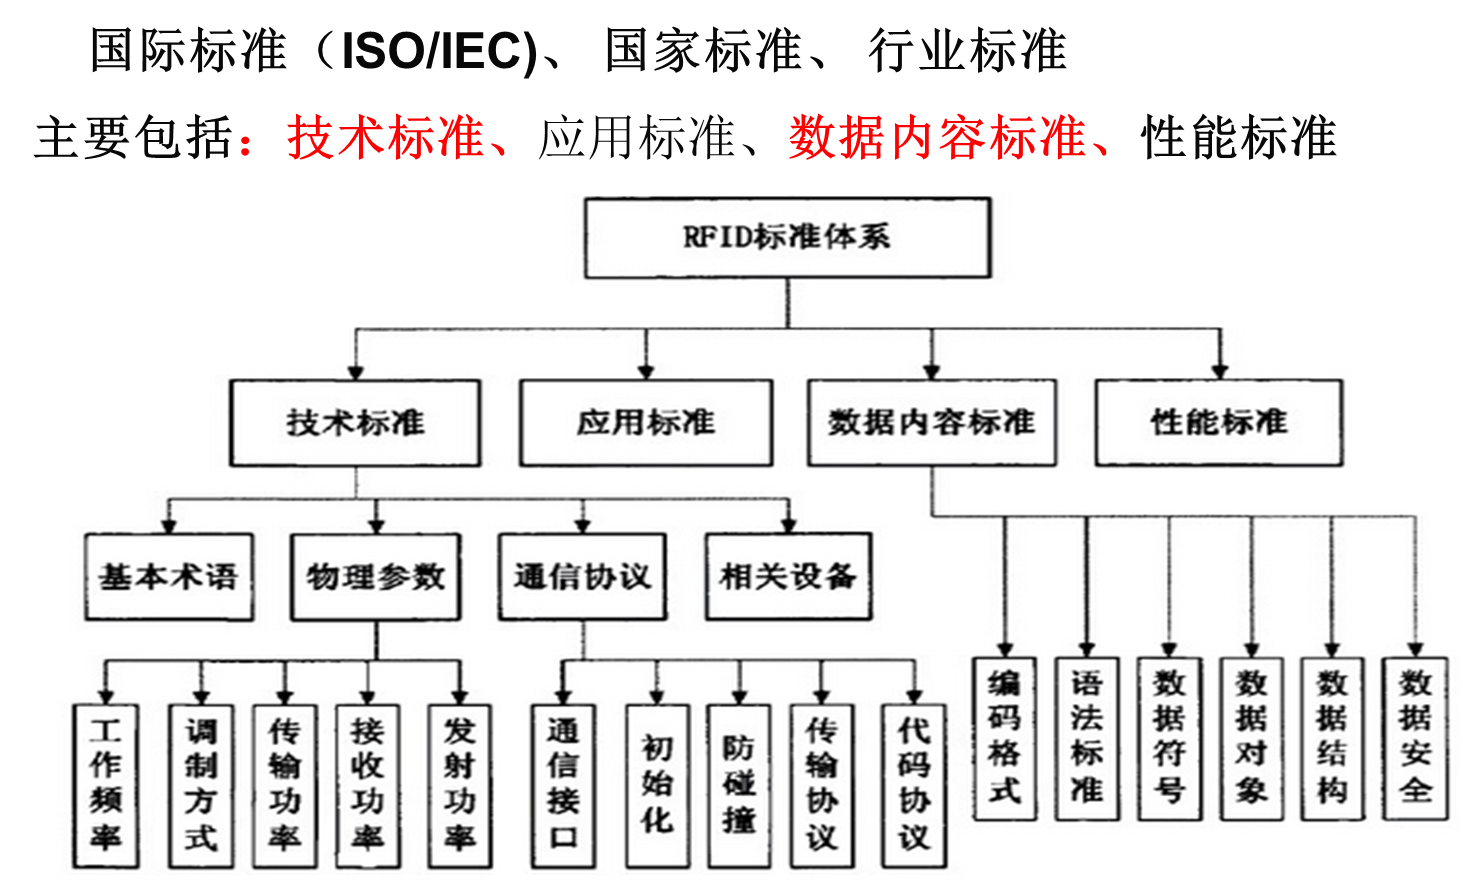 国际标准（ISO/IEC)、 国家标准、 行业标准
主要包括：技术标准、应用标准、数据内容标准、性能标准
RFID标准体系
技术标准
应用标准
数据内容标准
性能标准
基本术语
物理参数
通信协议
相关设备
工作频率
调制方式
传输功率
接收功率
发射功率
通信接口
初始化
防碰撞
传输协议
代码协议
编码格式
语法标准
数据符号
数据对象
数据结构
数据安全